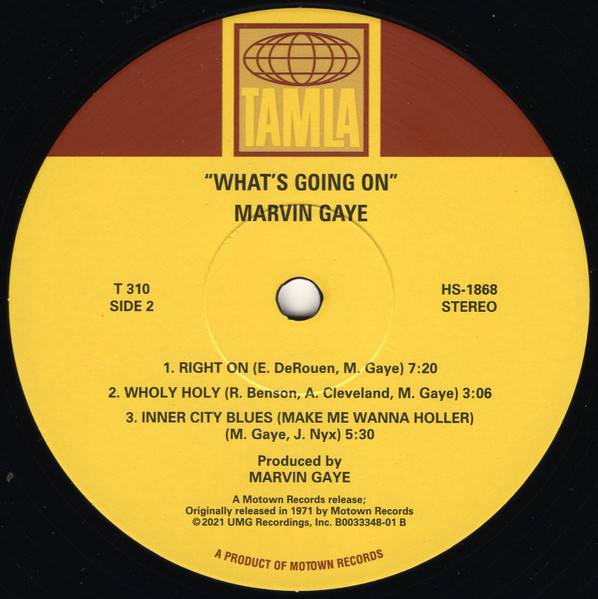 TAMLA
"WHAT'S GOING ON"
MARVIN GAYE
T 310
SIDE 2
HS-1868
STEREO
1. RIGHT ON (E. DeRouen, M. Gaye) 7:20
2. WHOLY HOLY (R. Benson, A. Cleveland, M. Gaye) 3:06
3. INNER CITY BLUES (MAKE ME WANNA HOLLER)
(M. Gaye, J. Nyx) 5:30
Produced by
MARVIN GAYE
A Motown Records release;
Originally released in 1971 by Motown Records
℗©2021 UMG Recordings, Inc. B0033348-01 B
A PRODUCT OF MOTOWN RECORDS